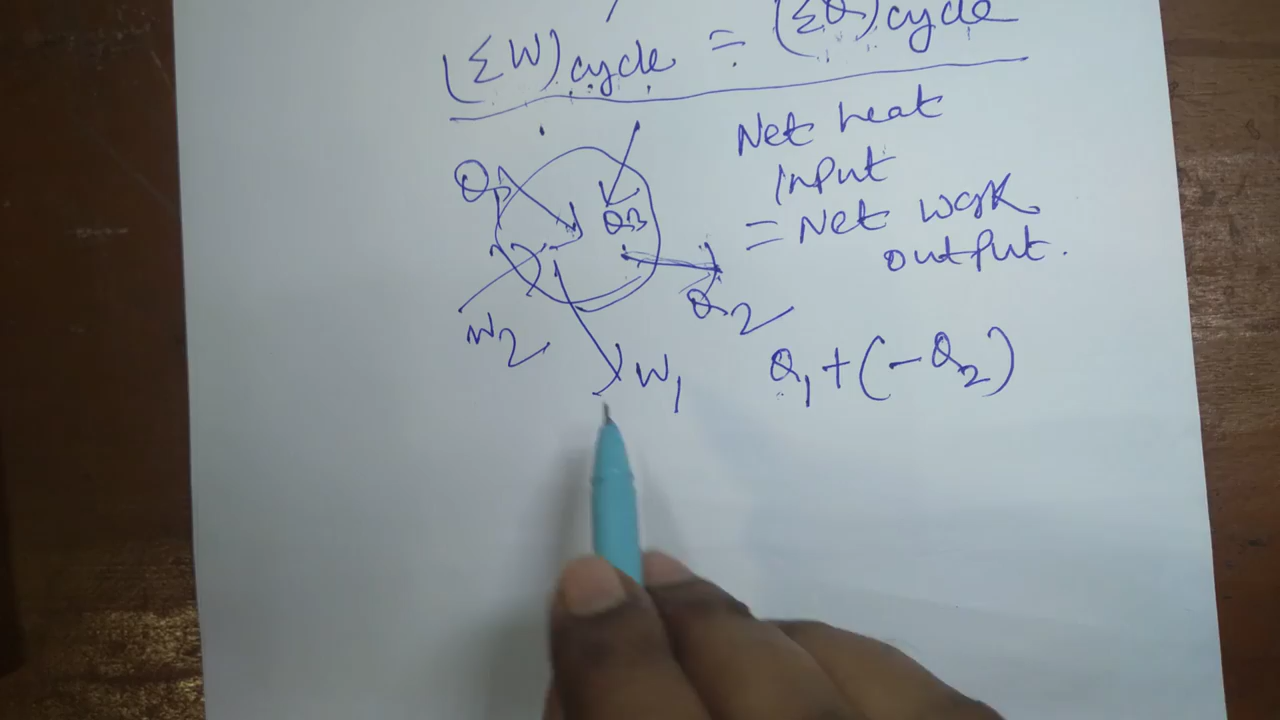 (ΣW)cycle = (ΣQ)cycle
Net heat
input
= Net work
output.
Q1
Q3
Q2
W2
W1
Q1 + (-Q2)